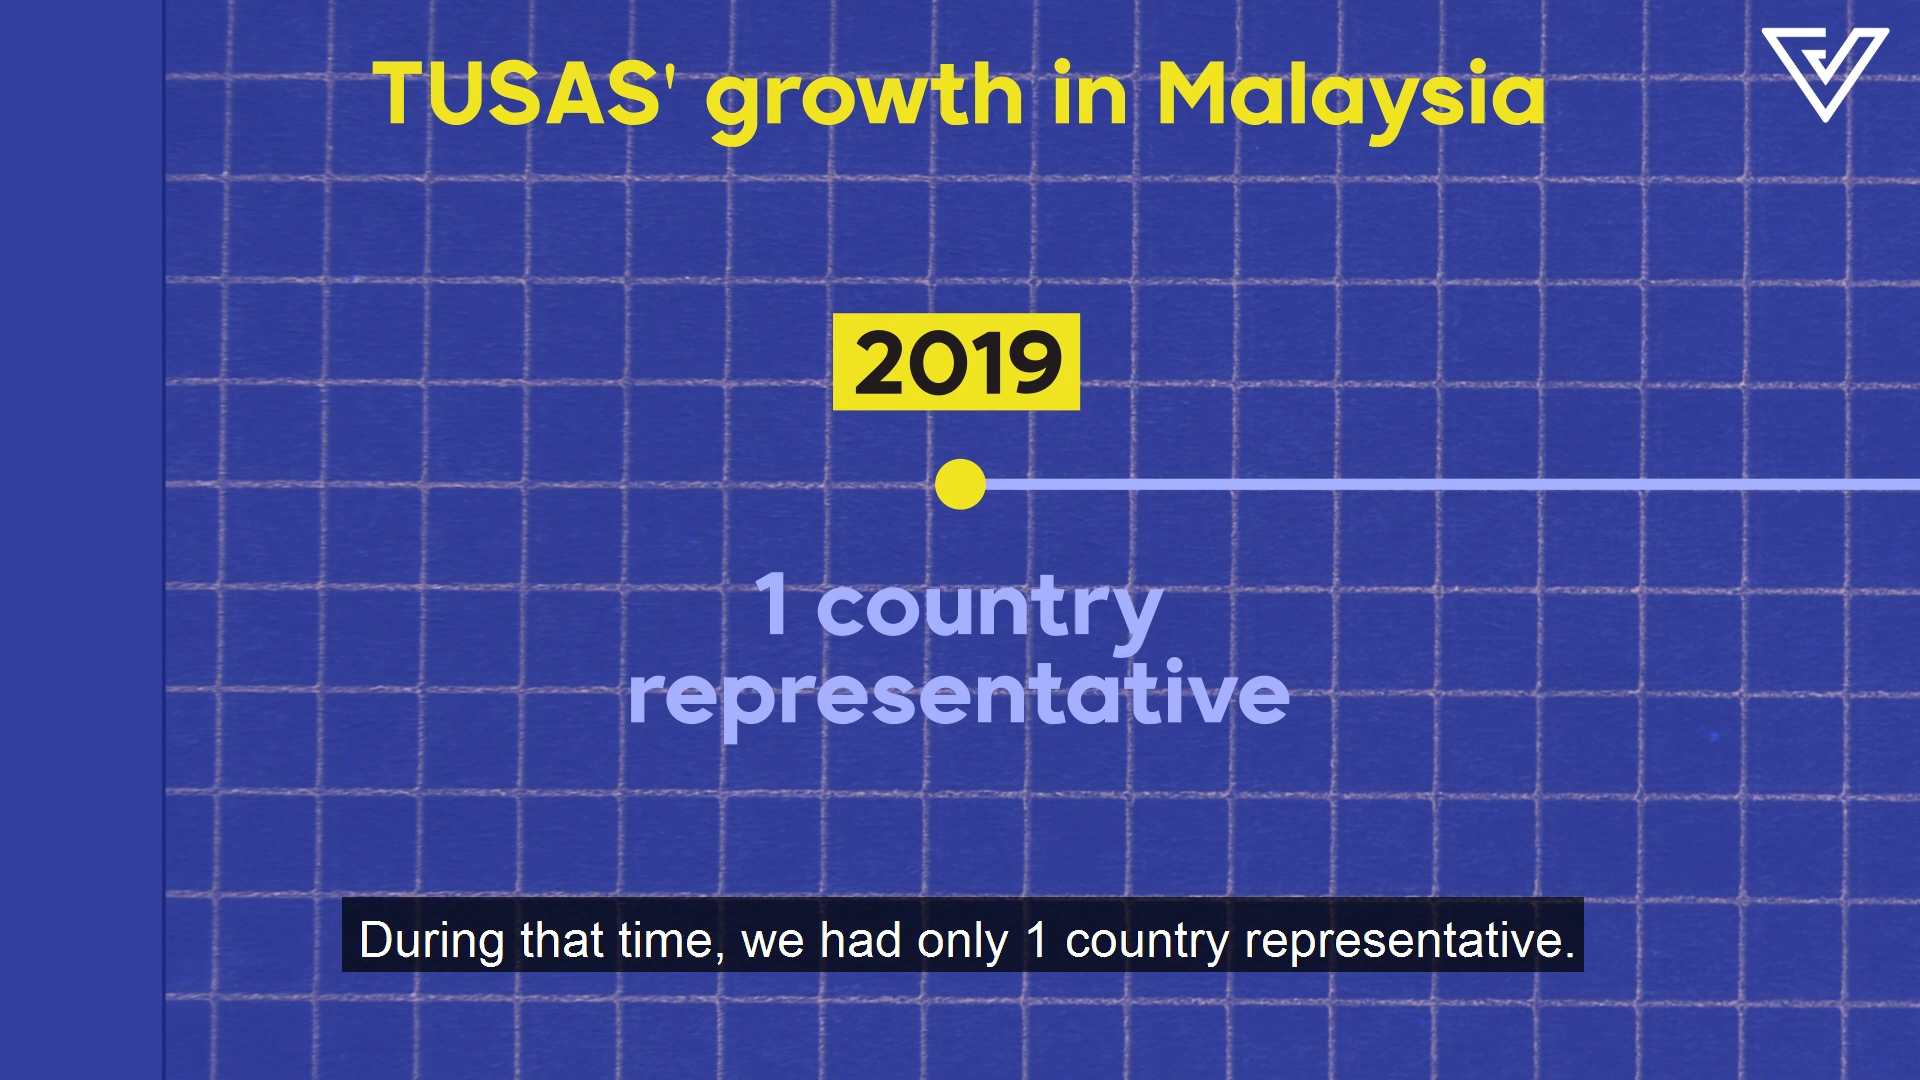 TUSAS' growth in Malaysia
2019
1 country
representative
During that time, we had only 1 country representative.